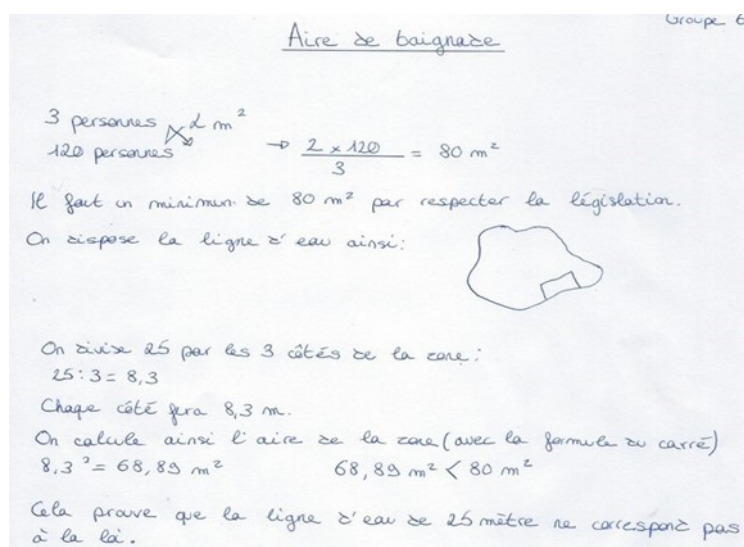 Groupe 6
Aire de baignade
3 personnes 2 m²
120 personnes → 2 x 120 / 3 = 80 m²
Il faut un minimum de 80 m² par respecter la législation.
On dispose la ligne d'eau ainsi:
On divise 25 par les 3 côtés de la zone:
25:3 = 8,3
Chaque côté fera 8,3 m.
On calcule ainsi l'aire de la zone (avec la formule du carré)
8,3² = 68,89 m² 68,89 m² < 80 m²
Cela prouve que la ligne d'eau de 25 mètre ne correspond pas
à la loi.